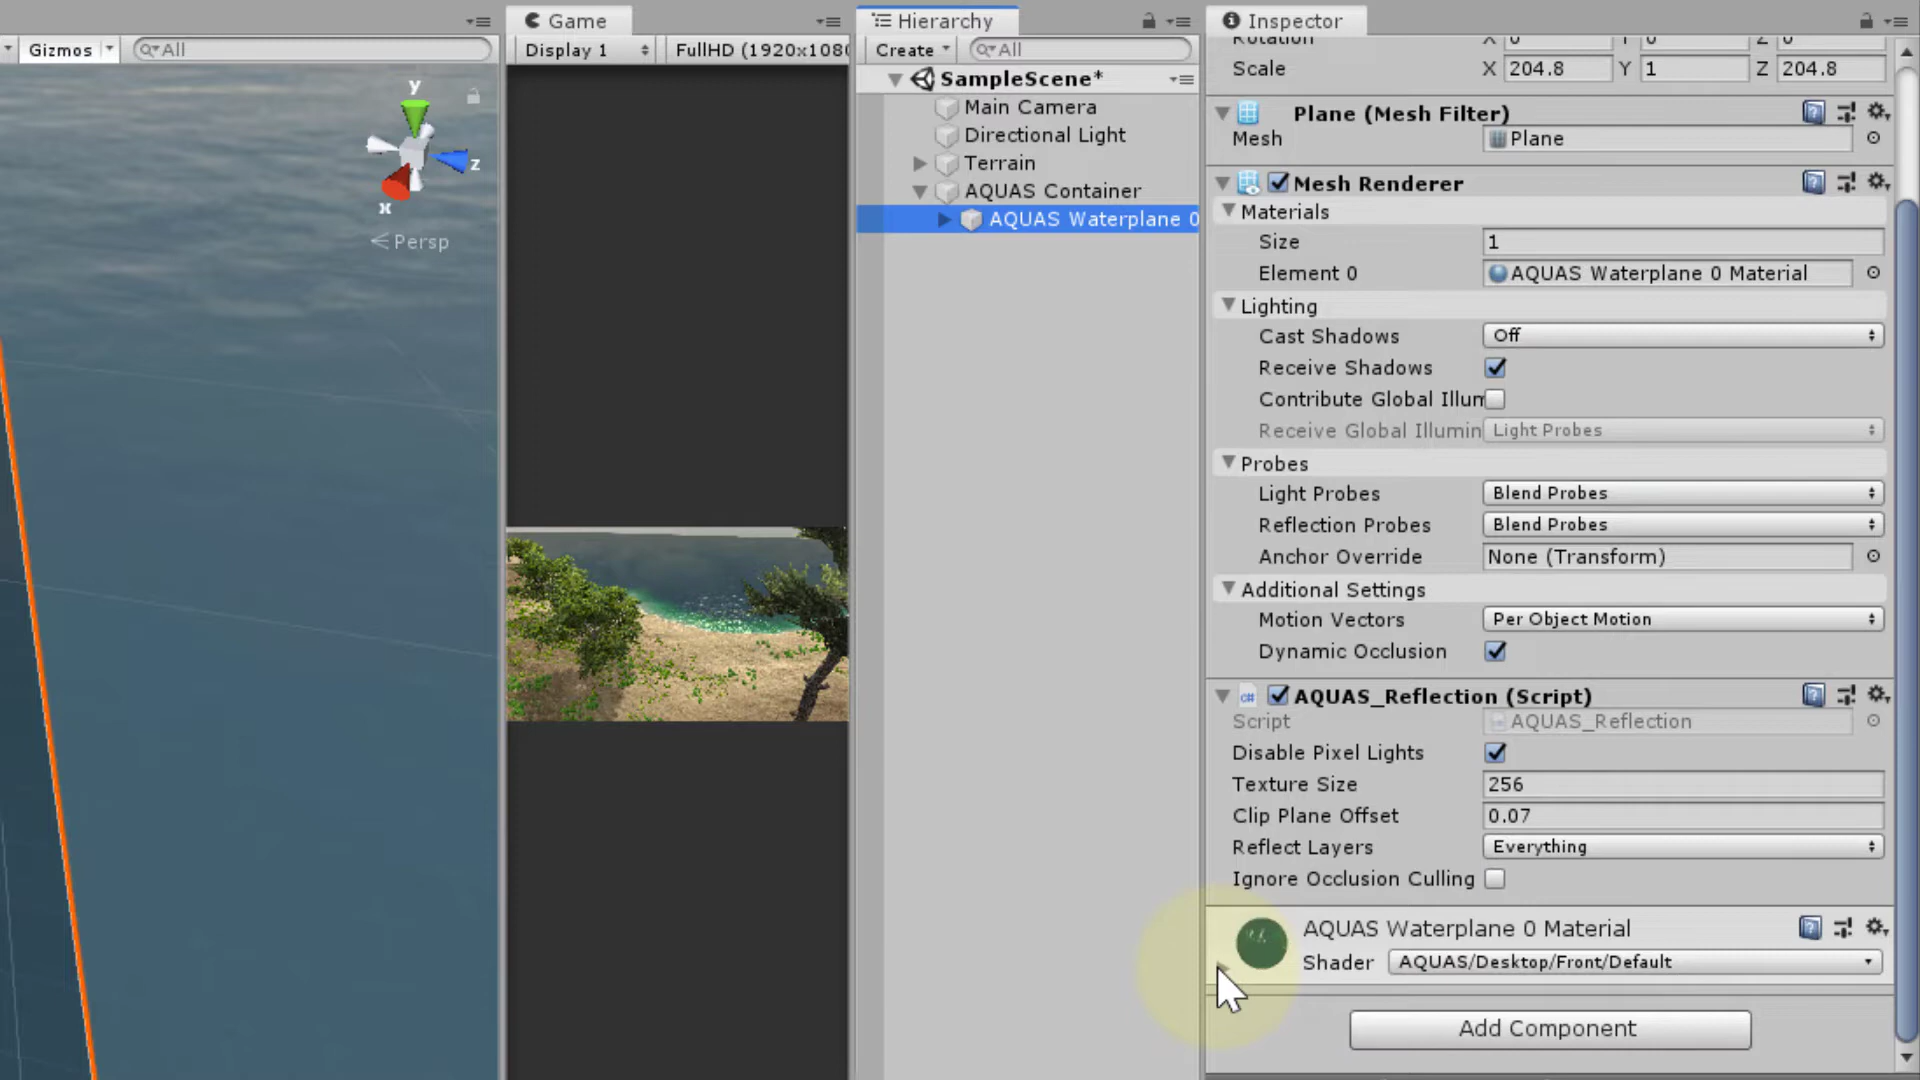 Gizmos
All
y
z
x
Persp
Game
Display 1
FullHD (1920x1080
Hierarchy
Create
All
SampleScene*
Main Camera
Directional Light
Terrain
AQUAS Container
AQUAS Waterplane 0
Inspector
Rotation X 0 Y 0 Z 0
Scale X 204.8 Y 1 Z 204.8
Plane (Mesh Filter)
Mesh Plane
Mesh Renderer
Materials
Size 1
Element 0 AQUAS Waterplane 0 Material
Lighting
Cast Shadows Off
Receive Shadows
Contribute Global Illum
Receive Global Illumin Light Probes
Probes
Light Probes Blend Probes
Reflection Probes Blend Probes
Anchor Override None (Transform)
Additional Settings
Motion Vectors Per Object Motion
Dynamic Occlusion
AQUAS_Reflection (Script)
Script AQUAS_Reflection
Disable Pixel Lights
Texture Size 256
Clip Plane Offset 0.07
Reflect Layers Everything
Ignore Occlusion Culling
AQUAS Waterplane 0 Material
Shader AQUAS/Desktop/Front/Default
Add Component